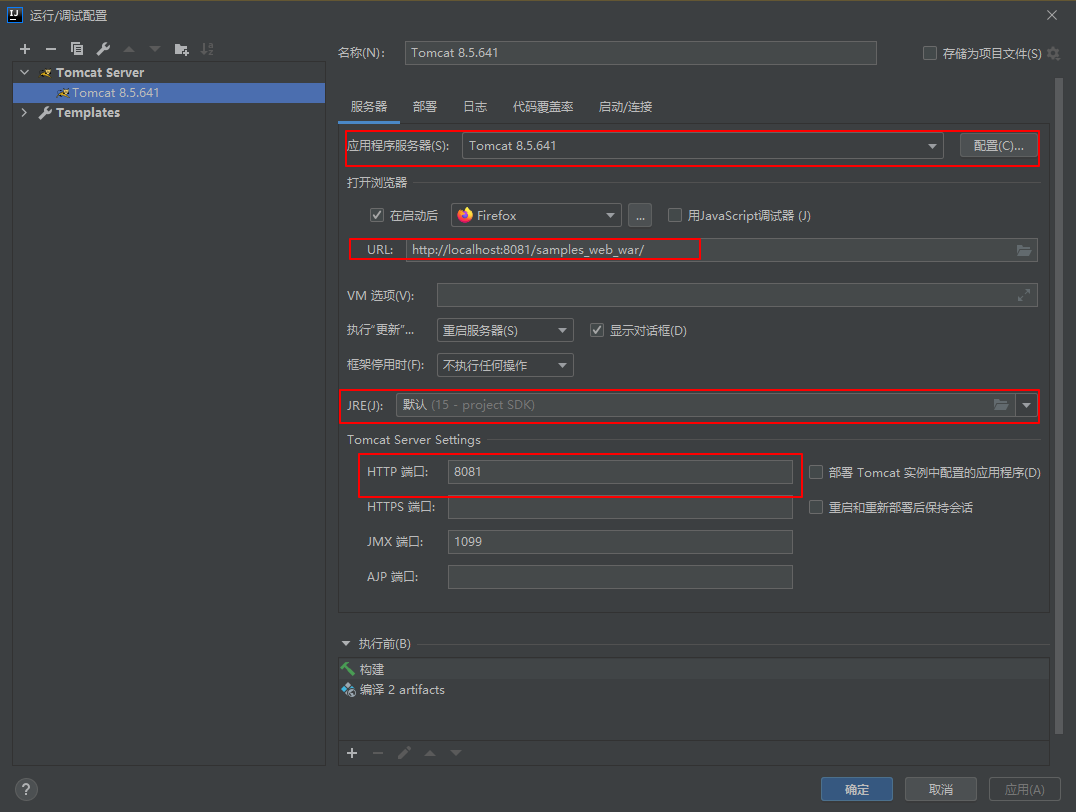 运行/调试配置
名称(N):
Tomcat 8.5.641
存储为项目文件(S)
Tomcat Server
Tomcat 8.5.641
Templates
服务器 部署 日志 代码覆盖率 启动/连接
应用程序服务器(S): Tomcat 8.5.641 配置(C)...
打开浏览器
在启动后 Firefox ... 用JavaScript调试器 (J)
URL: http://localhost:8081/samples_web_war/
VM 选项(V):
执行“更新”... 重启服务器(S) 显示对话框(D)
框架停用时(F): 不执行任何操作
JRE(J): 默认 (15 - project SDK)
Tomcat Server Settings
HTTP 端口: 8081 部署 Tomcat 实例中配置的应用程序(D)
HTTPS 端口: 重启和重新部署后保持会话
JMX 端口: 1099
AJP 端口:
执行前(B)
构建
编译 2 artifacts
? 确定 取消 应用(A)